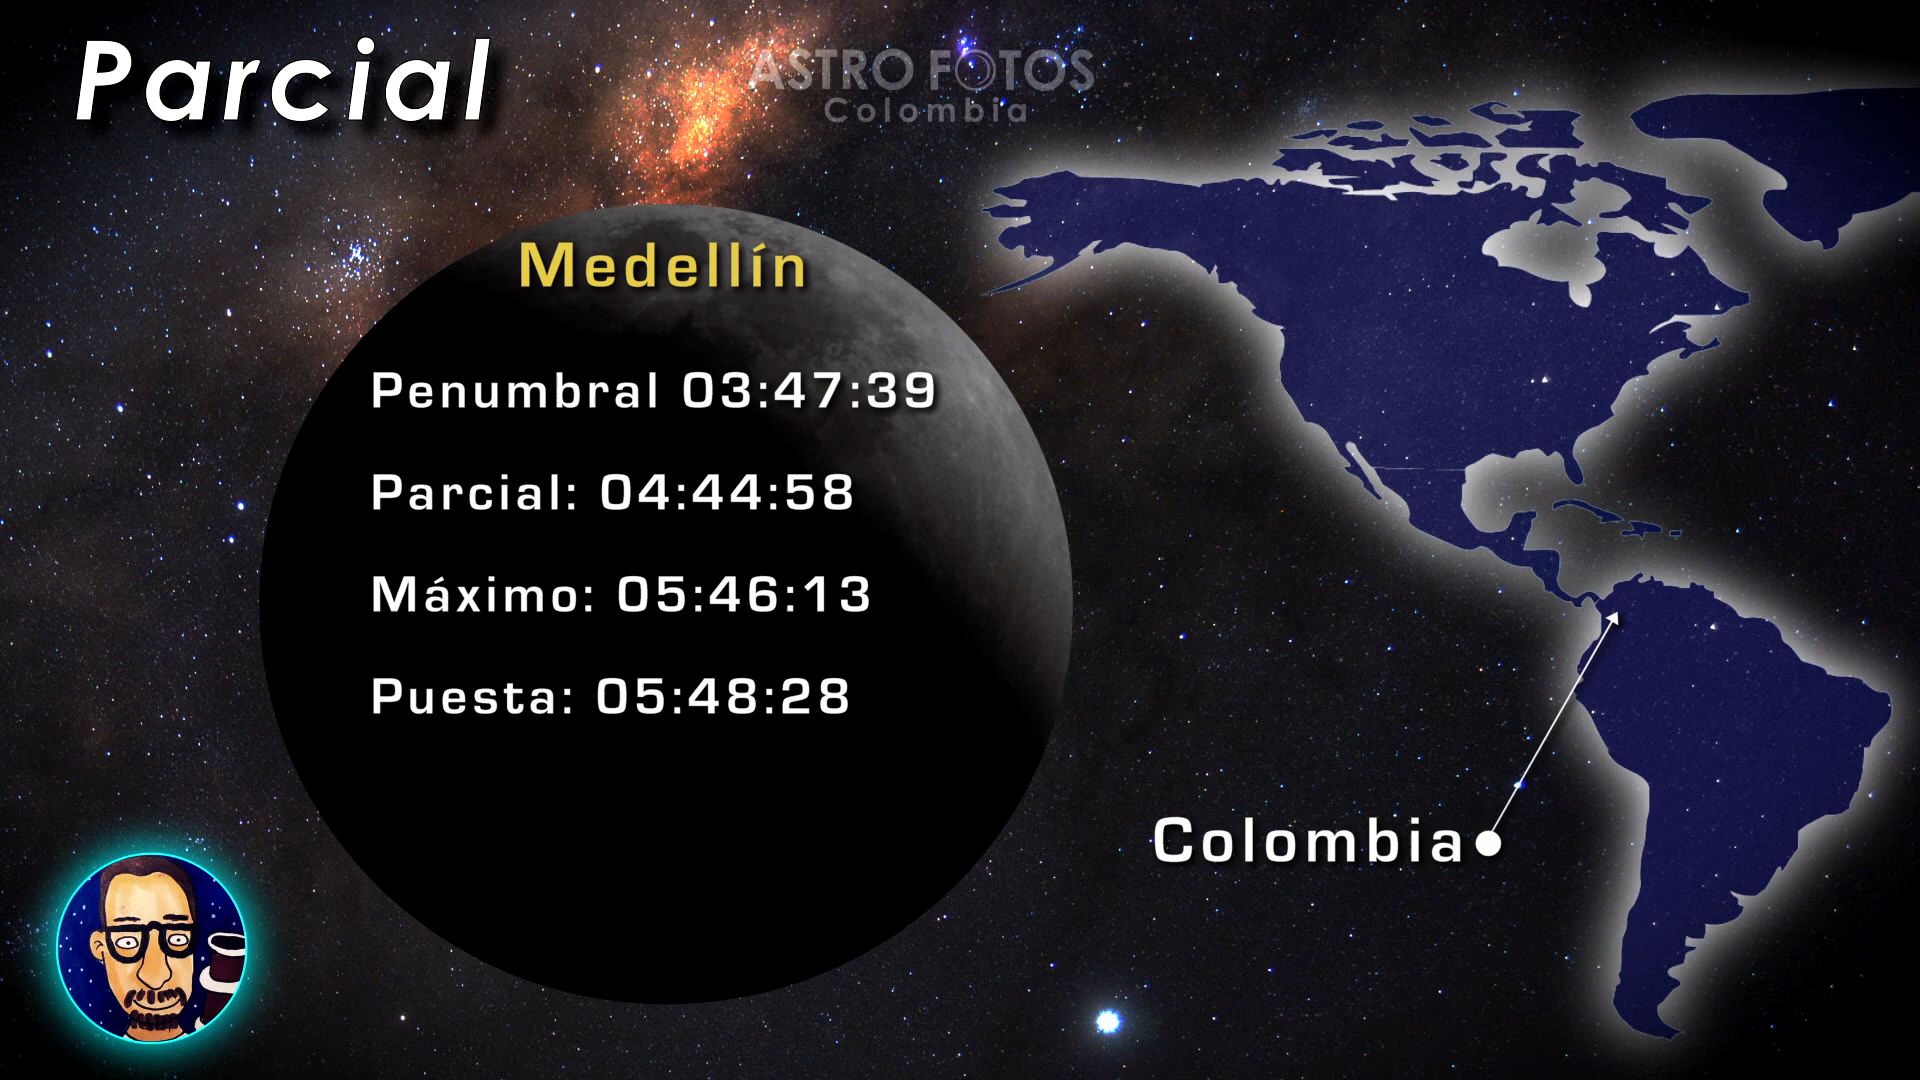 Parcial
ASTRO FOTOS
Colombia
Medellín
Penumbral 03:47:39
Parcial: 04:44:58
Máximo: 05:46:13
Puesta: 05:48:28
Colombia